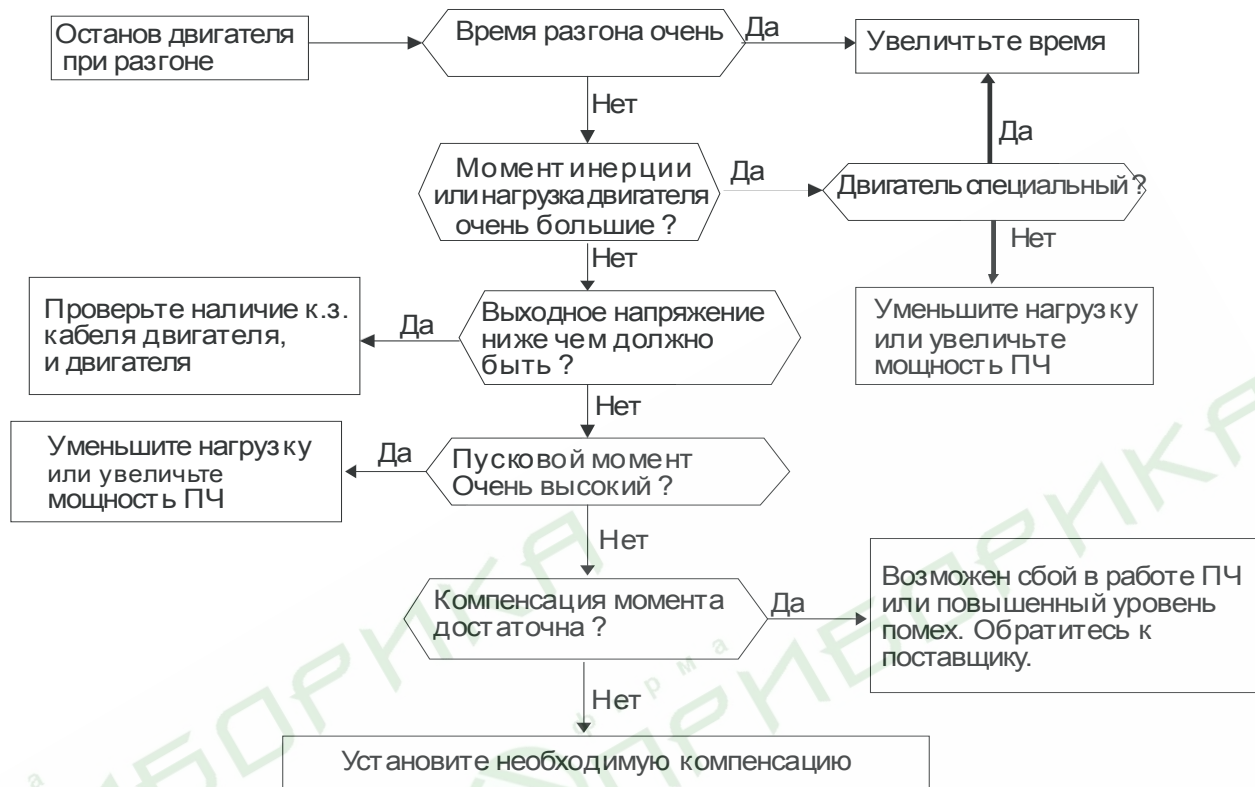 Останов двигателя
при разгоне
Время разгона очень
Да
Увеличтьте время
Нет
Да
Момент инерции
или нагрузка двигателя
очень большие ?
Да
Двигатель специальный ?
Нет
Нет
Проверьте наличие к.з.
кабеля двигателя,
и двигателя
Да
Выходное напряжение
ниже чем должно
быть ?
Уменьшите нагрузку
или увеличьте
мощность ПЧ
Нет
Уменьшите нагрузку
или увеличьте
мощность ПЧ
Да
Пусковой момент
Очень высокий ?
Нет
Компенсация момента
достаточна ?
Да
Возможен сбой в работе ПЧ
или повышенный уровень
помех. Обратитесь к
поставщику.
Нет
Установите необходимую компенсацию